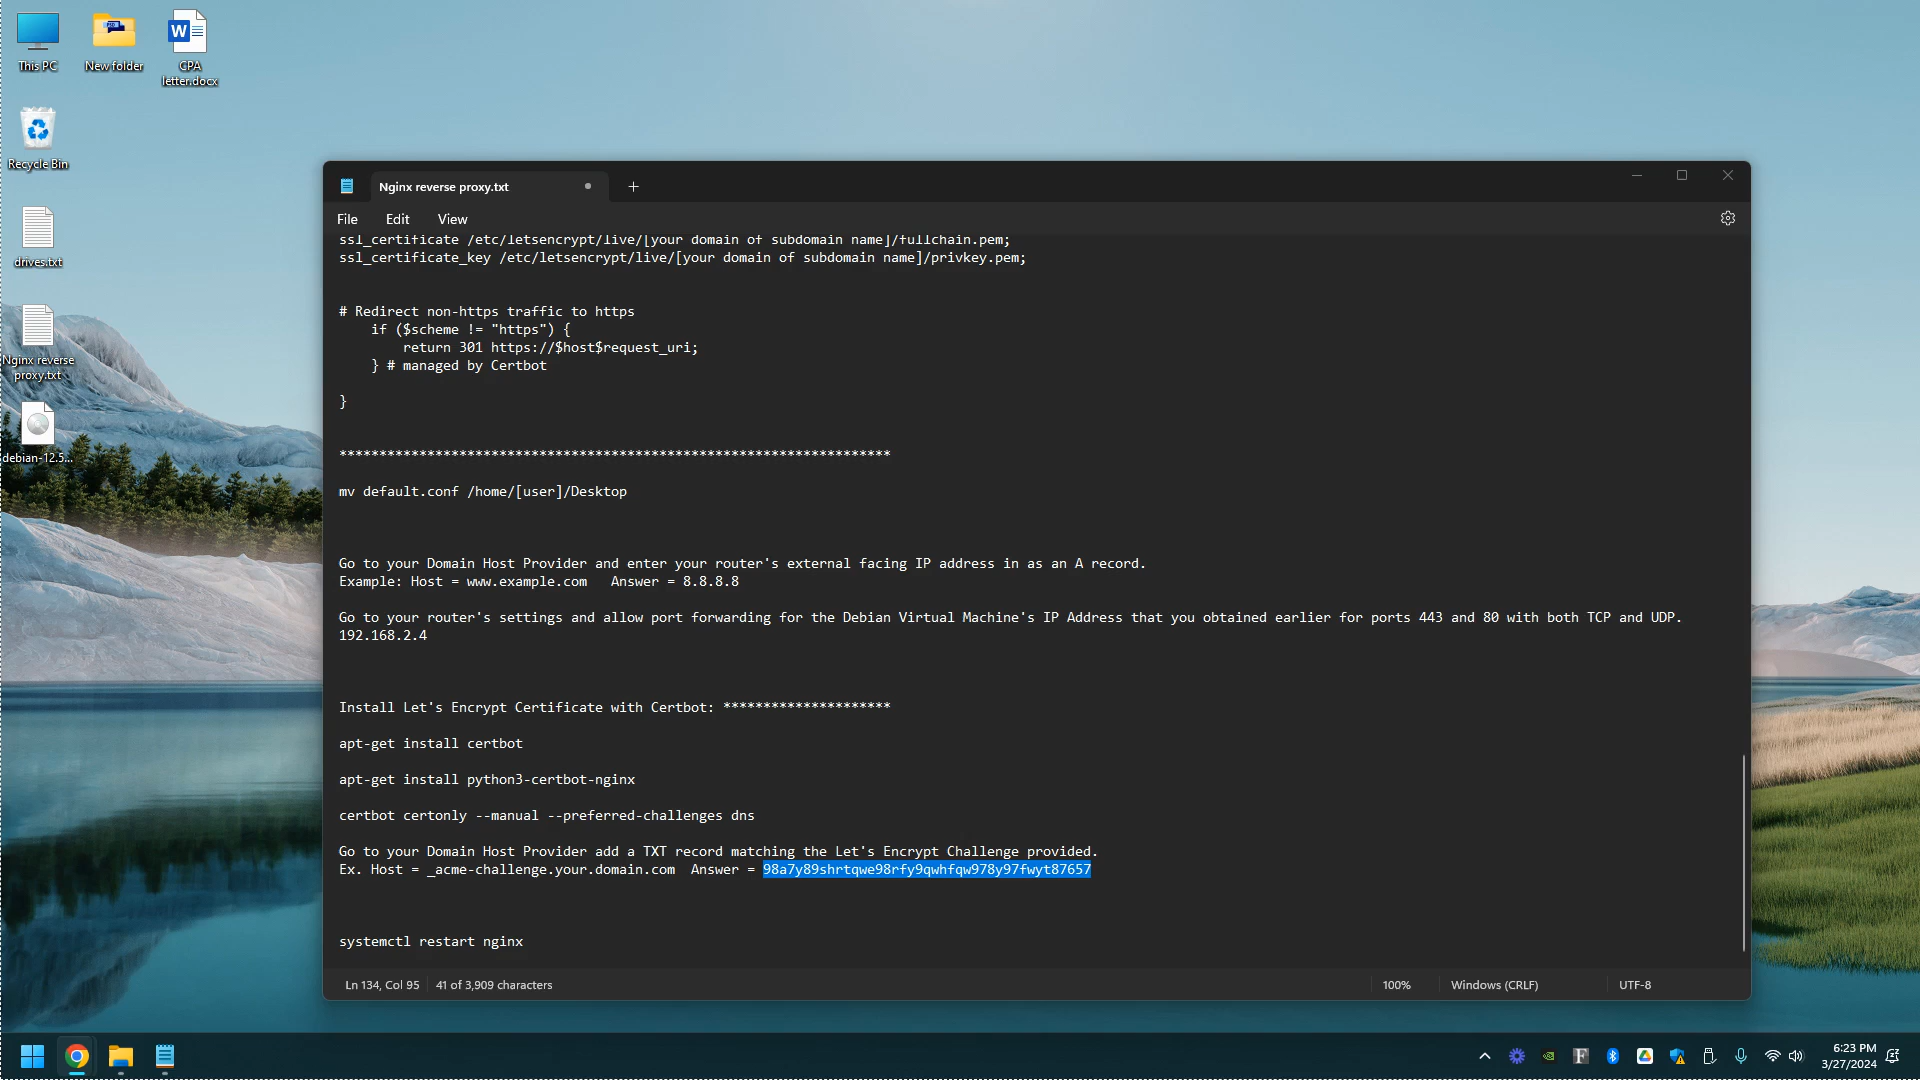 This PC
New folder
CPA
letter.docx
Recycle Bin
drives.txt
Nginx reverse
proxy.txt
debian-12.5...
Nginx reverse proxy.txt
File Edit View
ssl_certificate /etc/letsencrypt/live/[your domain of subdomain name]/fullchain.pem;
ssl_certificate_key /etc/letsencrypt/live/[your domain of subdomain name]/privkey.pem;
# Redirect non-https traffic to https
if ($scheme != "https") {
return 301 https://$host$request_uri;
} # managed by Certbot
}
*********************************************************************
mv default.conf /home/[user]/Desktop
Go to your Domain Host Provider and enter your router's external facing IP address in as an A record.
Example: Host = www.example.com   Answer = 8.8.8.8
Go to your router's settings and allow port forwarding for the Debian Virtual Machine's IP Address that you obtained earlier for ports 443 and 80 with both TCP and UDP.
192.168.2.4
Install Let's Encrypt Certificate with Certbot: *********************
apt-get install certbot
apt-get install python3-certbot-nginx
certbot certonly --manual --preferred-challenges dns
Go to your Domain Host Provider add a TXT record matching the Let's Encrypt Challenge provided.
Ex. Host = _acme-challenge.your.domain.com  Answer = 98a7y89shrtqwe98rfy9qwhfqw978y97fwyt87657
systemctl restart nginx
Ln 134, Col 95 41 of 3,909 characters 100% Windows (CRLF) UTF-8
6:23 PM
3/27/2024